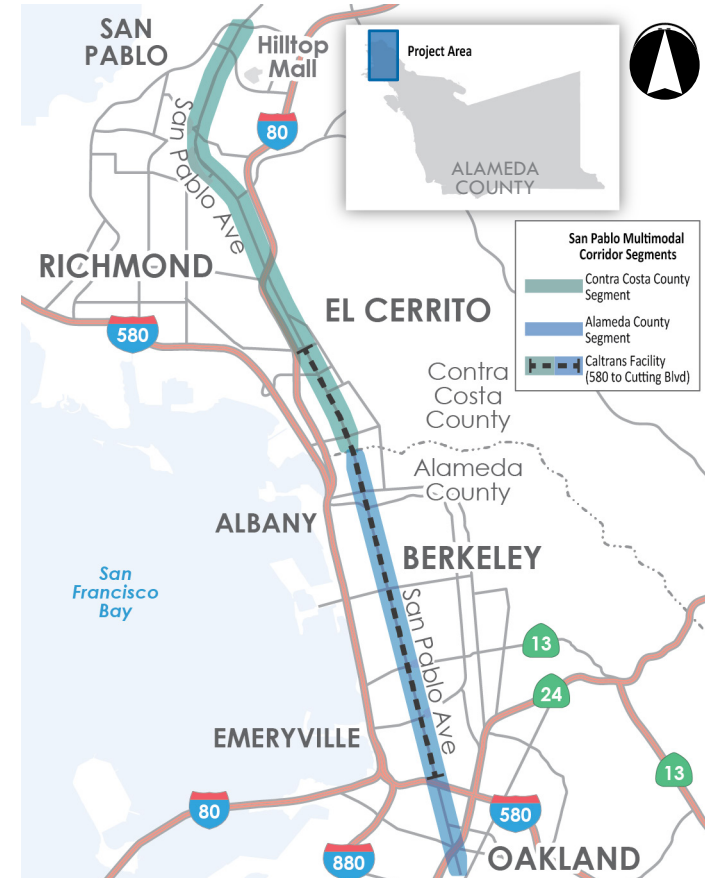 SAN
PABLO
Hilltop
Mall
Project Area
80
San Pablo Ave
ALAMEDA
COUNTY
RICHMOND
San Pablo Multimodal
Corridor Segments
Contra Costa County
Segment
Alameda County
Segment
Caltrans Facility
(580 to Cutting Blvd)
EL CERRITO
580
Contra
Costa
County
Alameda
County
ALBANY
BERKELEY
San
Francisco
Bay
San Pablo Ave
13
24
EMERYVILLE
13
80
580
880
OAKLAND